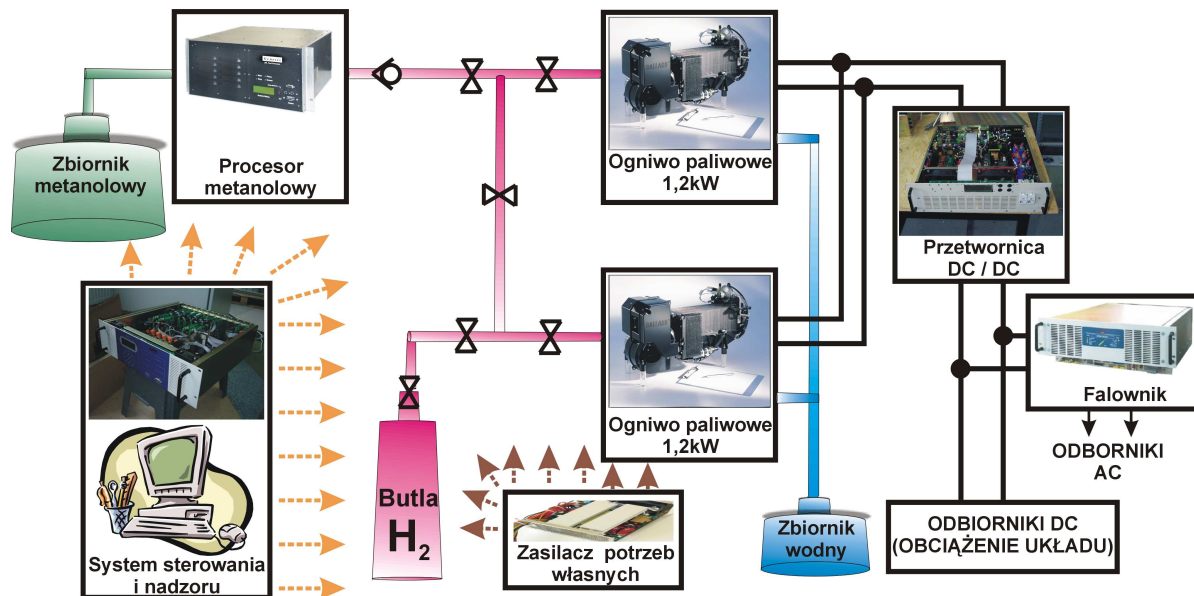 Zbiornik
metanolowy
Procesor
metanolowy
Ogniwo paliwowe
1,2kW
Przetwornica
DC / DC
Ogniwo paliwowe
1,2kW
Falownik
ODBORNIKI
AC
System sterowania
i nadzoru
Butla
H2
Zasilacz potrzeb
własnych
Zbiornik
wodny
ODBIORNIKI DC
(OBCIĄŻENIE UKŁADU)